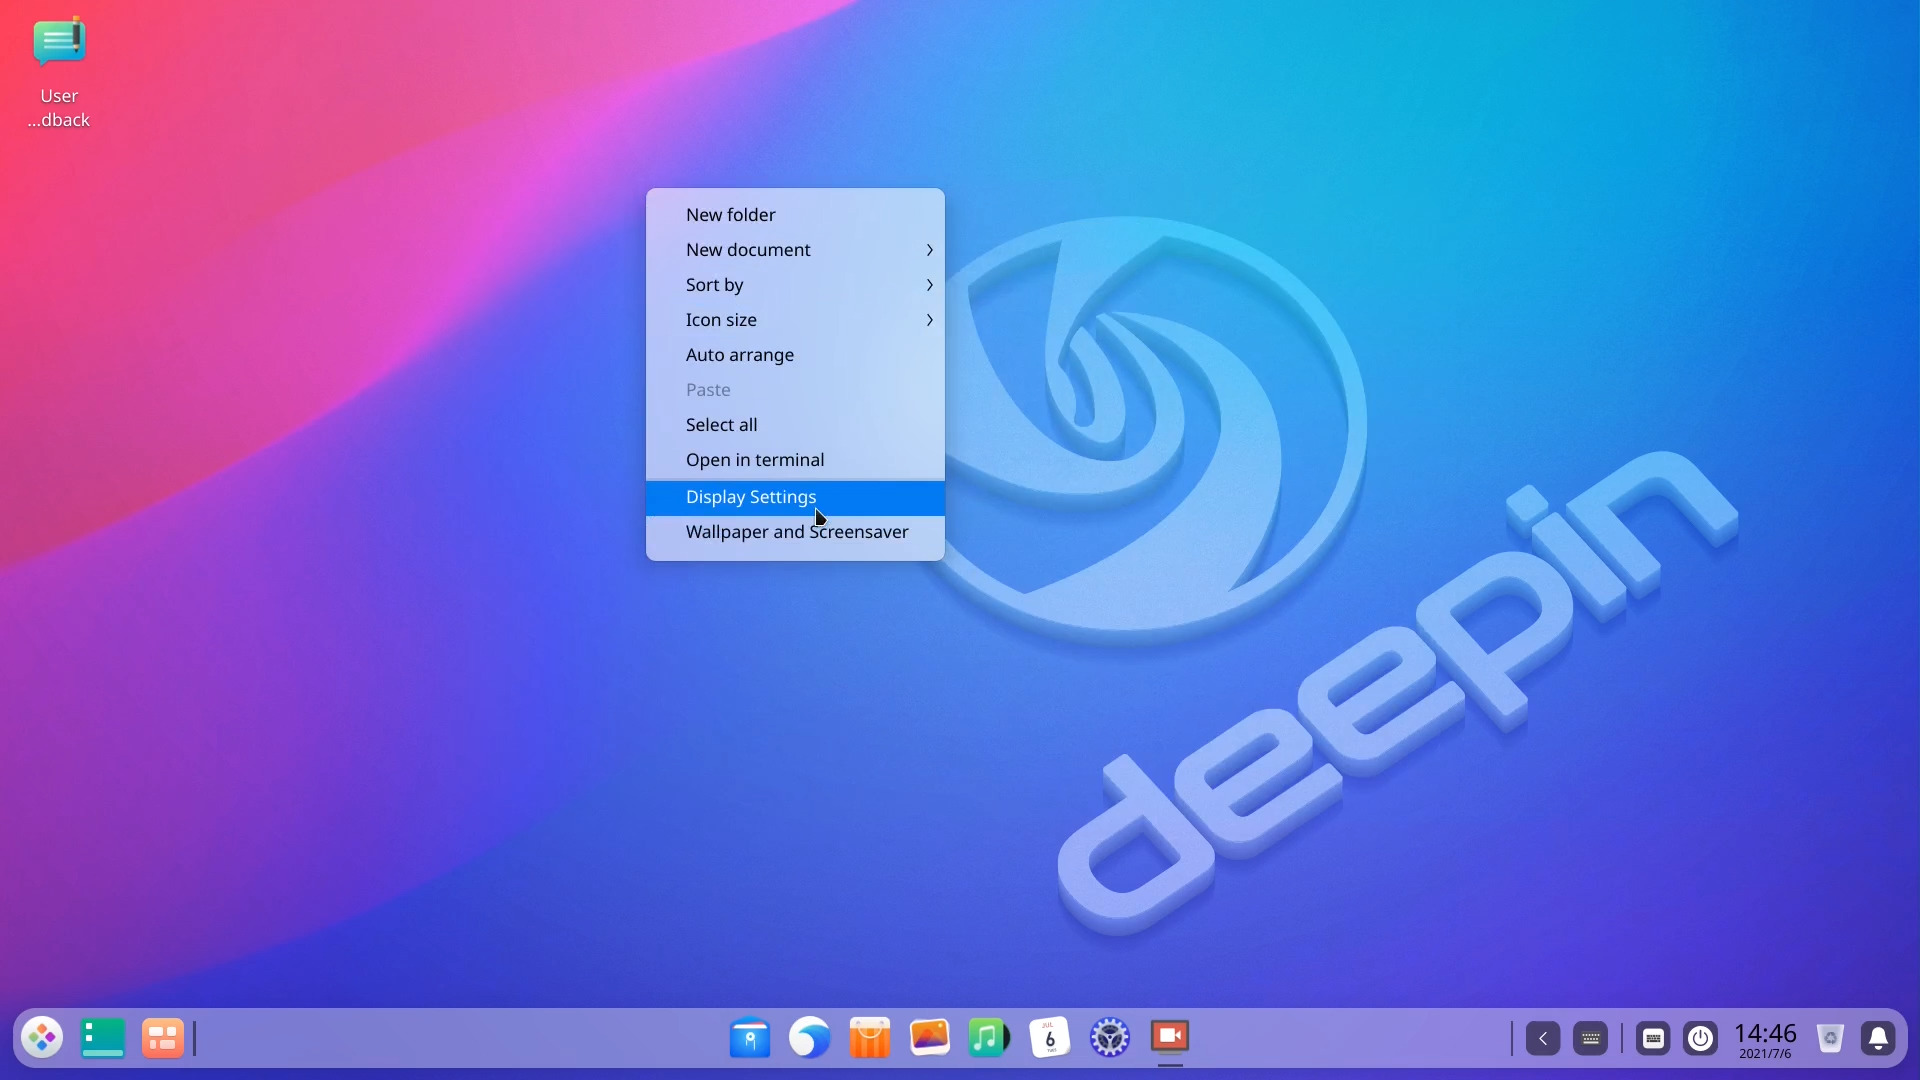 User
...dback
New folder
New document
Sort by
Icon size
Auto arrange
Paste
Select all
Open in terminal
Display Settings
Wallpaper and Screensaver
deepin
JUL
6
14:46
2021/7/6